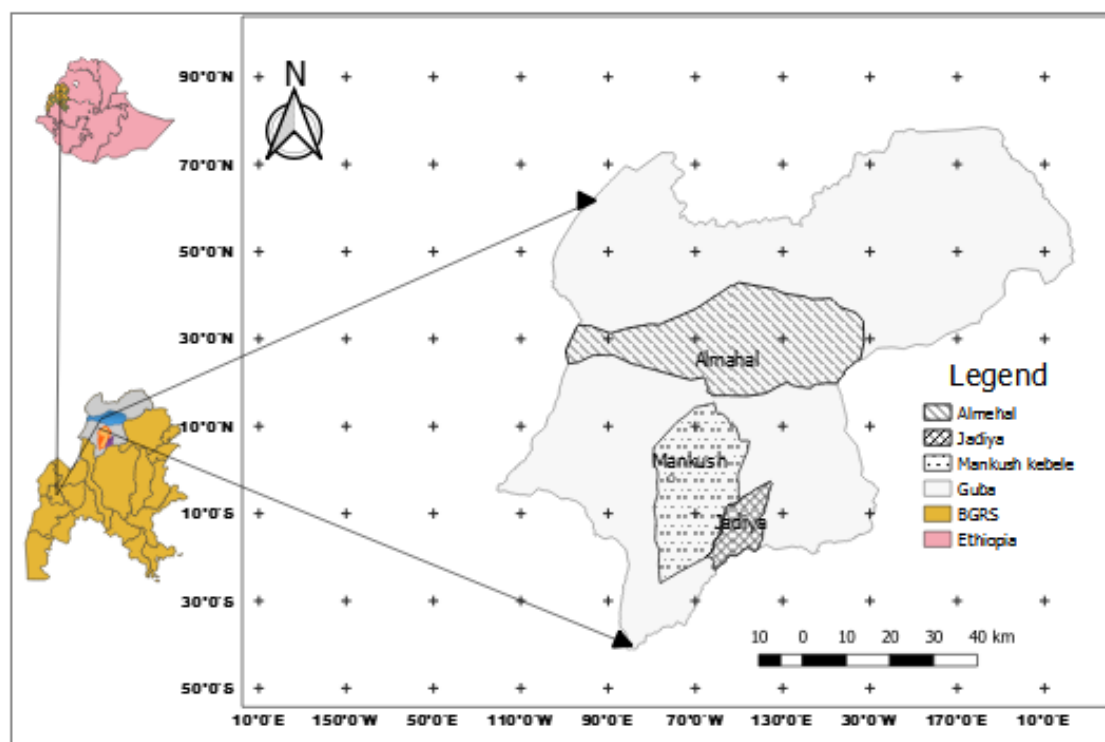 N
90°0'N
70°0'N
50°0'N
30°0'N
10°0'N
10°0'S
30°0'S
50°0'S
Almahal
Mankush
Jadiya
Legend
Almehal
Jadiya
Mankush kebele
Guba
BGRS
Ethiopia
10 0 10 20 30 40 km
10°0'E 150°0'W 50°0'E 110°0'W 90°0'E 70°0'W 130°0'E 30°0'W 170°0'E 10°0'E